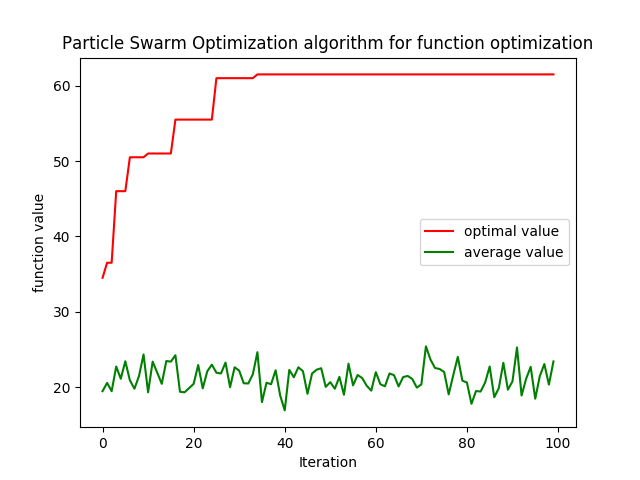 Particle Swarm Optimization algorithm for function optimization
60
50
40
30
20
function value
optimal value
average value
0
20
40
60
80
100
Iteration